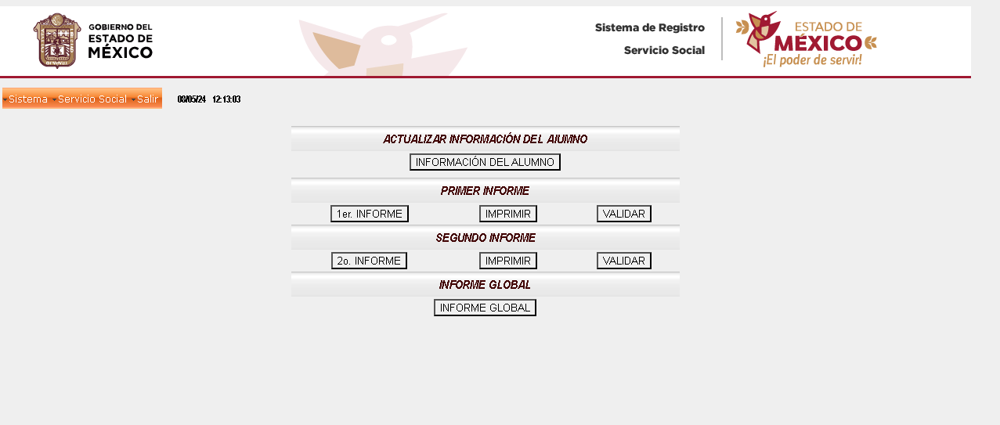 GOBIERNO DEL
ESTADO DE
MÉXICO
Sistema de Registro
Servicio Social
ESTADO DE
MÉXICO
¡El poder de servir!
Sistema Servicio Social Salir 08/05/24 12:13:03
ACTUALIZAR INFORMACIÓN DEL AlUMNO
INFORMACIÓN DEL ALUMNO
PRIMER INFORME
1er. INFORME IMPRIMIR VALIDAR
SEGUNDO INFORME
2o. INFORME IMPRIMIR VALIDAR
INFORME GLOBAL
INFORME GLOBAL